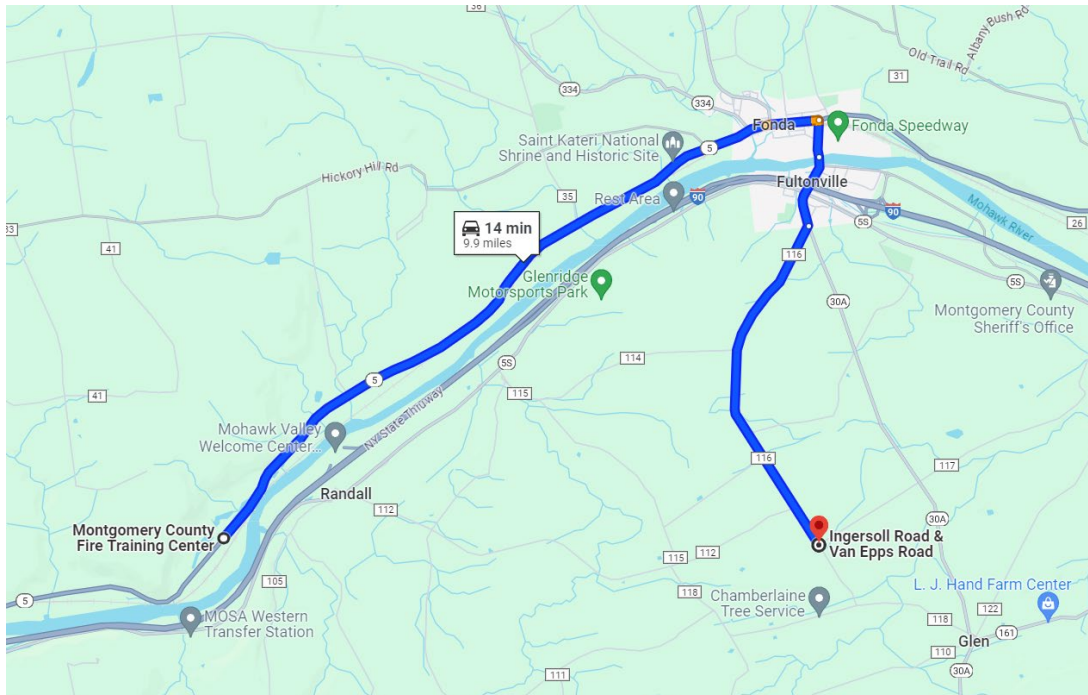 36
Albany Bush Rd
Old Trail Rd
31
334
334
Fonda
Fonda Speedway
Saint Kateri National
Shrine and Historic Site
5
Hickory Hill Rd
35
Rest Area
90
Fultonville
90
5S
Mohawk River
26
33
41
14 min
9.9 miles
116
Glenridge
Motorsports Park
30A
5S
Montgomery County
Sheriff's Office
5S
114
5
115
41
NY State Thruway
Mohawk Valley
Welcome Center...
116
117
Randall
112
30A
Montgomery County
Fire Training Center
Ingersoll Road &
Van Epps Road
115
112
105
118
Chamberlaine
Tree Service
L. J. Hand Farm Center
5
MOSA Western
Transfer Station
122
118
161
Glen
110
30A
111